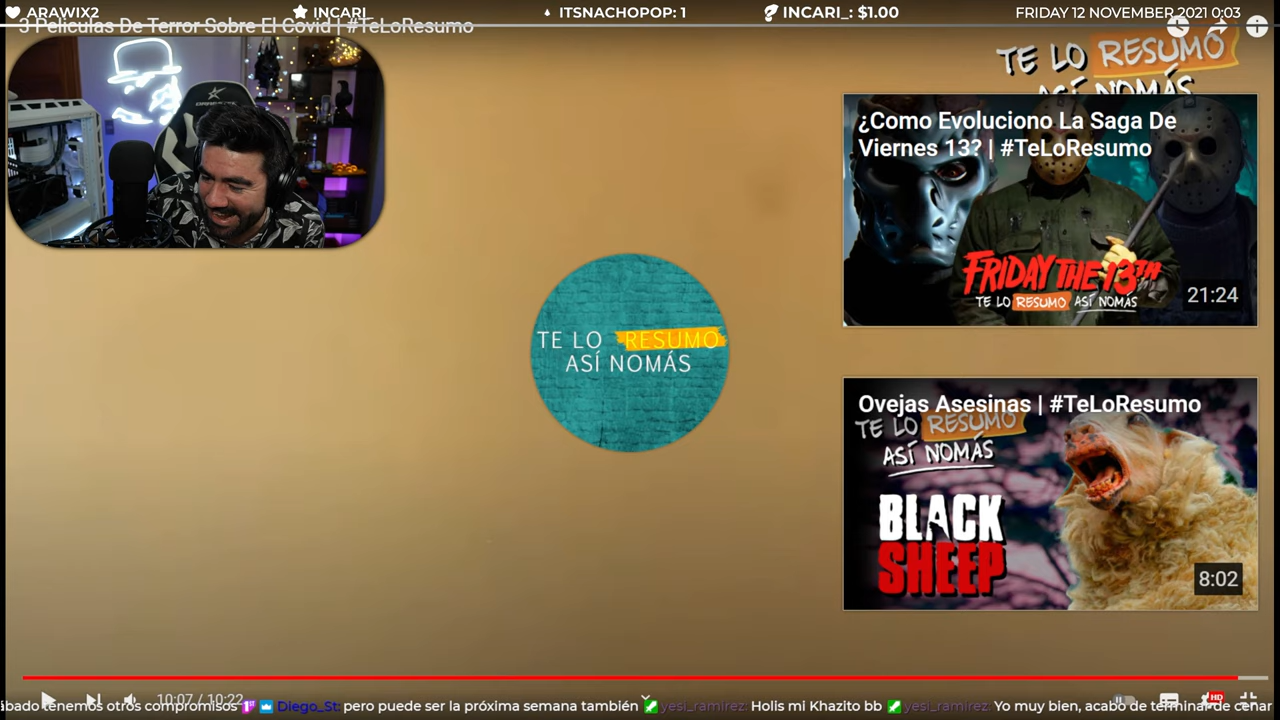 ARAWIX2
INCARI
ITSNACHOPOP: 1
INCARI_: $1.00
FRIDAY 12 NOVEMBER 2021 0:03
3 Películas De Terror Sobre El Covid | #TeLoResumo
TE LO RESUMO
ASÍ NOMÁS
¿Como Evoluciono La Saga De
Viernes 13? | #TeLoResumo
FRIDAY THE 13TH
TE LO RESUMO ASÍ NOMÁS
21:24
TE LO RESUMO
ASÍ NOMÁS
Ovejas Asesinas | #TeLoResumo
TE LO RESUMO
ASÍ NOMÁS
BLACK
SHEEP
8:02
10:07 / 10:22
HD
ábado tenemos otros compromisos Diego_St: pero puede ser la próxima semana también yesi_ramirez: Holis mi Khazito bb yesi_ramirez: Yo muy bien, acabo de terminar de cenar